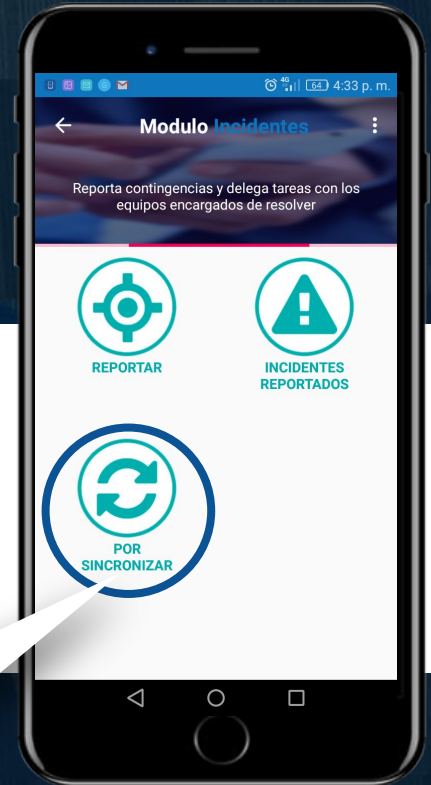 4G 64 4:33 p. m.
Modulo Incidentes
Reporta contingencias y delega tareas con los
equipos encargados de resolver
REPORTAR
INCIDENTES
REPORTADOS
POR
SINCRONIZAR